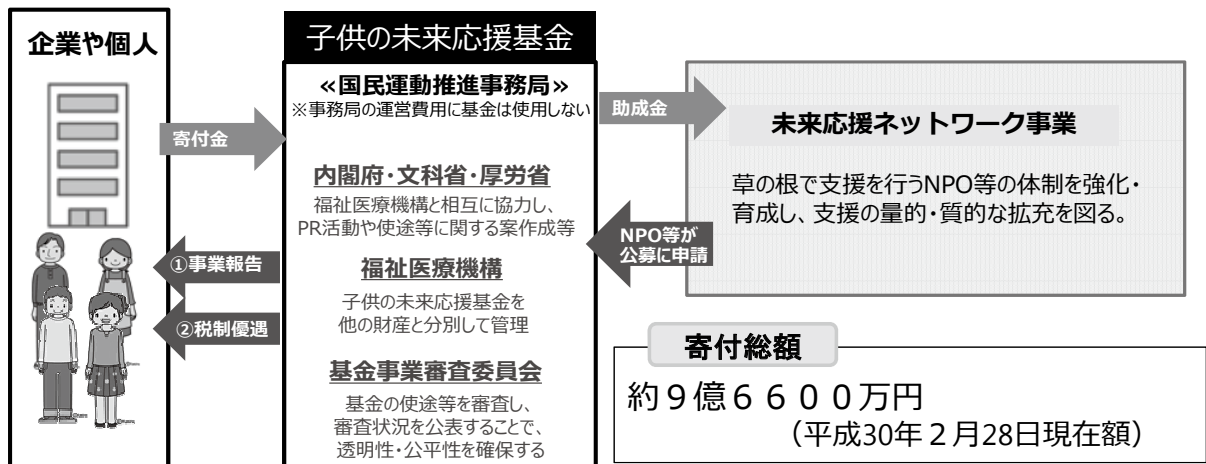 企業や個人
寄付金
①事業報告
②税制優遇
子供の未来応援基金
≪国民運動推進事務局≫
※事務局の運営費用に基金は使用しない
内閣府・文科省・厚労省
福祉医療機構と相互に協力し、
PR活動や使途等に関する案作成等
福祉医療機構
子供の未来応援基金を
他の財産と分別して管理
基金事業審査委員会
基金の使途等を審査し、
審査状況を公表することで、
透明性・公平性を確保する
助成金
NPO等が
公募に申請
未来応援ネットワーク事業
草の根で支援を行うNPO等の体制を強化・
育成し、支援の量的・質的な拡充を図る。
寄付総額
約９億６６００万円
（平成30年２月28日現在額）